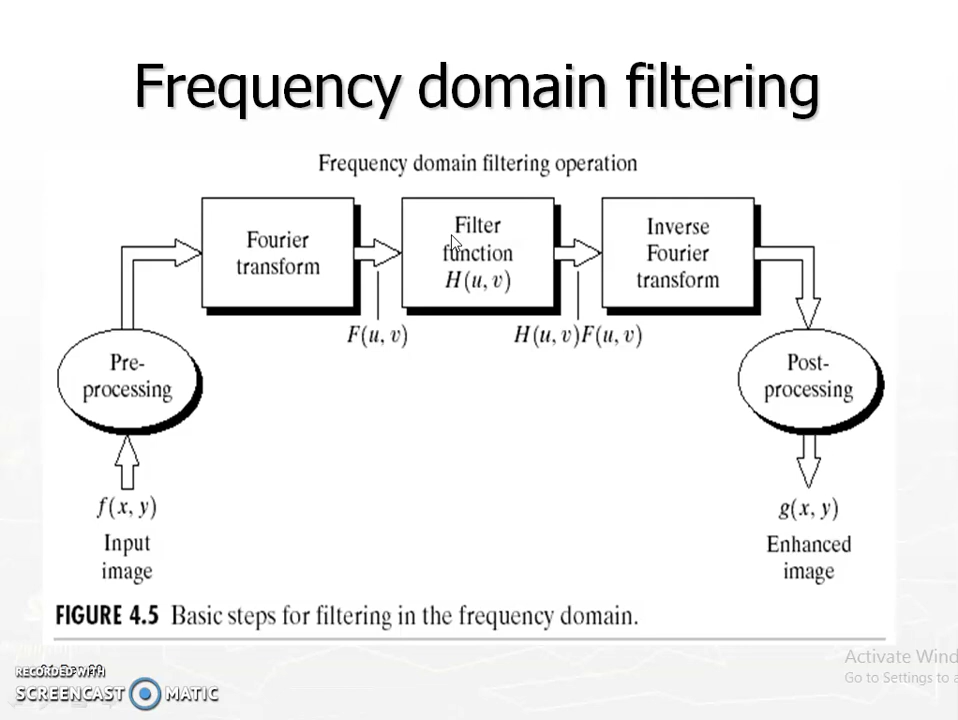 Frequency domain filtering
Frequency domain filtering operation
Fourier
transform
Filter
function
H(u, v)
Inverse
Fourier
transform
F(u, v)
H(u, v)F(u, v)
Pre-
processing
Post-
processing
f(x, y)
Input
image
g(x, y)
Enhanced
image
FIGURE 4.5 Basic steps for filtering in the frequency domain.
Activate Wind
Go to Settings to a
RECORDED WITH
SCREENCAST MATIC